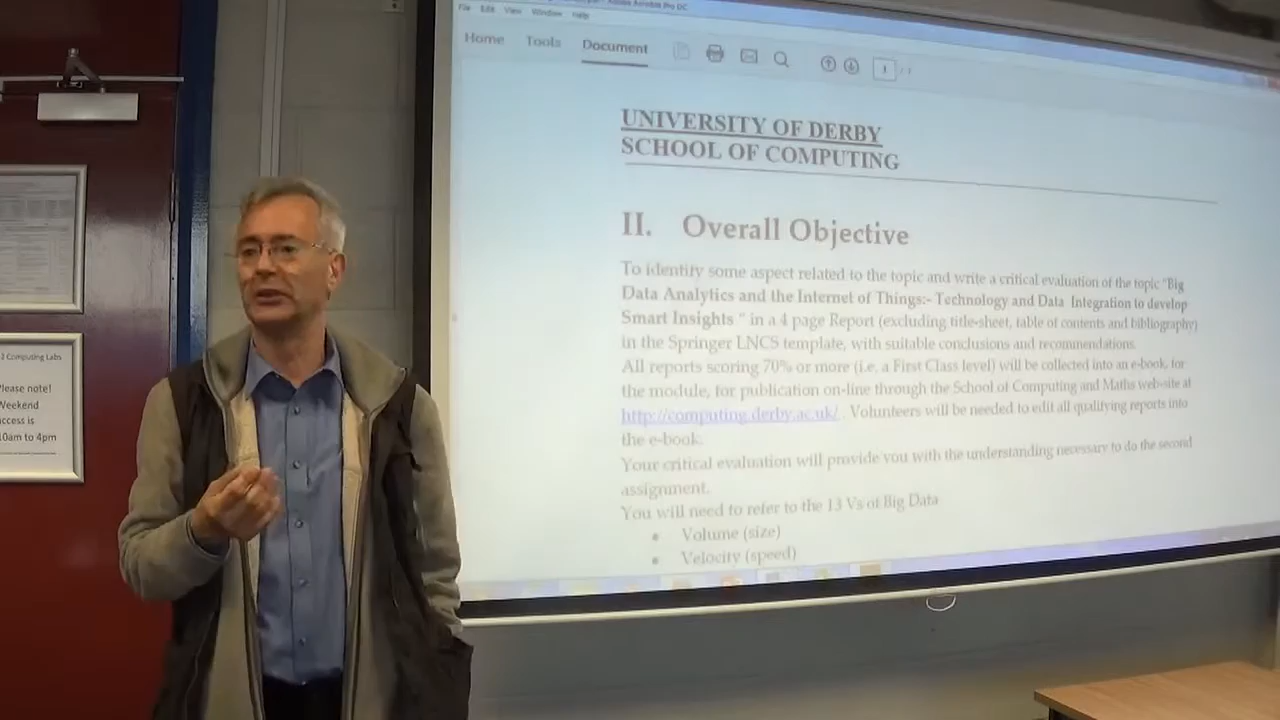 File Edit View Window Help
Home Tools Document
1 / 7
UNIVERSITY OF DERBY
SCHOOL OF COMPUTING
II. Overall Objective
To identify some aspect related to the topic and write a critical evaluation of the topic "Big
Data Analytics and the Internet of Things:- Technology and Data Integration to develop
Smart Insights " in a 4 page Report (excluding title-sheet, table of contents and bibliography)
in the Springer LNCS template, with suitable conclusions and recommendations.
All reports scoring 70% or more (i.e, a First Class level) will be collected into an e-book, for
the module, for publication on-line through the School of Computing and Maths web-site at
http://computing.derby.ac.uk/ . Volunteers will be needed to edit all qualifying reports into
the e-book.
Your critical evaluation will provide you with the understanding necessary to do the second
assignment.
You will need to refer to the 13 Vs of Big Data
• Volume (size)
• Velocity (speed)
Computing Labs
Please note!
Weekend
access is
10am to 4pm